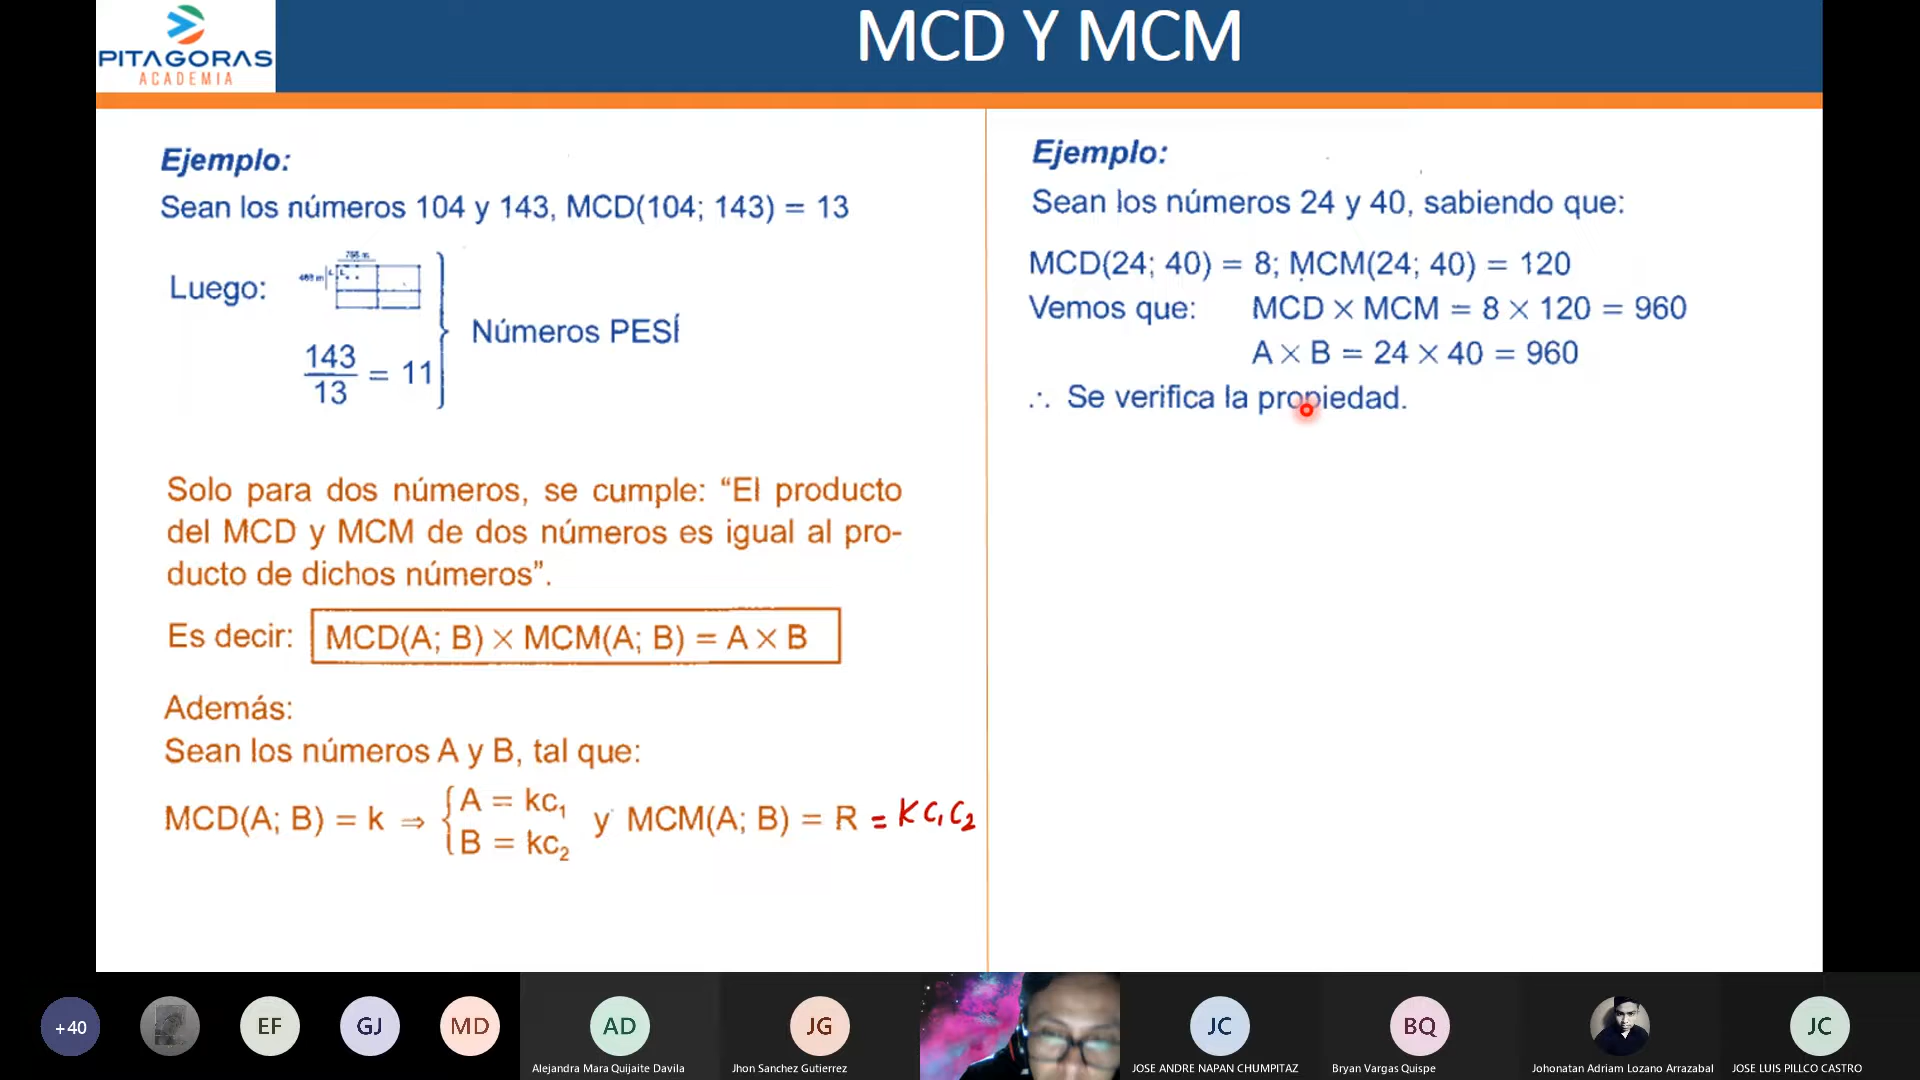 PITAGORAS
ACADEMIA
MCD Y MCM
Ejemplo:
Sean los números 104 y 143, MCD(104; 143) = 13
Luego:
143
13
= 11
Números PESÍ
Solo para dos números, se cumple: “El producto
del MCD y MCM de dos números es igual al pro-
ducto de dichos números”.
Es decir: MCD(A; B) × MCM(A; B) = A × B
Además:
Sean los números A y B, tal que:
MCD(A; B) = k ⇒ { A = kc₁
B = kc₂
y MCM(A; B) = R = KC₁C₂
Ejemplo:
Sean los números 24 y 40, sabiendo que:
MCD(24; 40) = 8; MCM(24; 40) = 120
Vemos que: MCD × MCM = 8 × 120 = 960
A × B = 24 × 40 = 960
∴ Se verifica la propiedad.
+40
EF
GJ
MD
AD
Alejandra Mara Quijaite Davila
JG
Jhon Sanchez Gutierrez
JC
JOSE ANDRE NAPAN CHUMPITAZ
BQ
Bryan Vargas Quispe
Johonatan Adriam Lozano Arrazabal
JC
JOSE LUIS PILLCO CASTRO